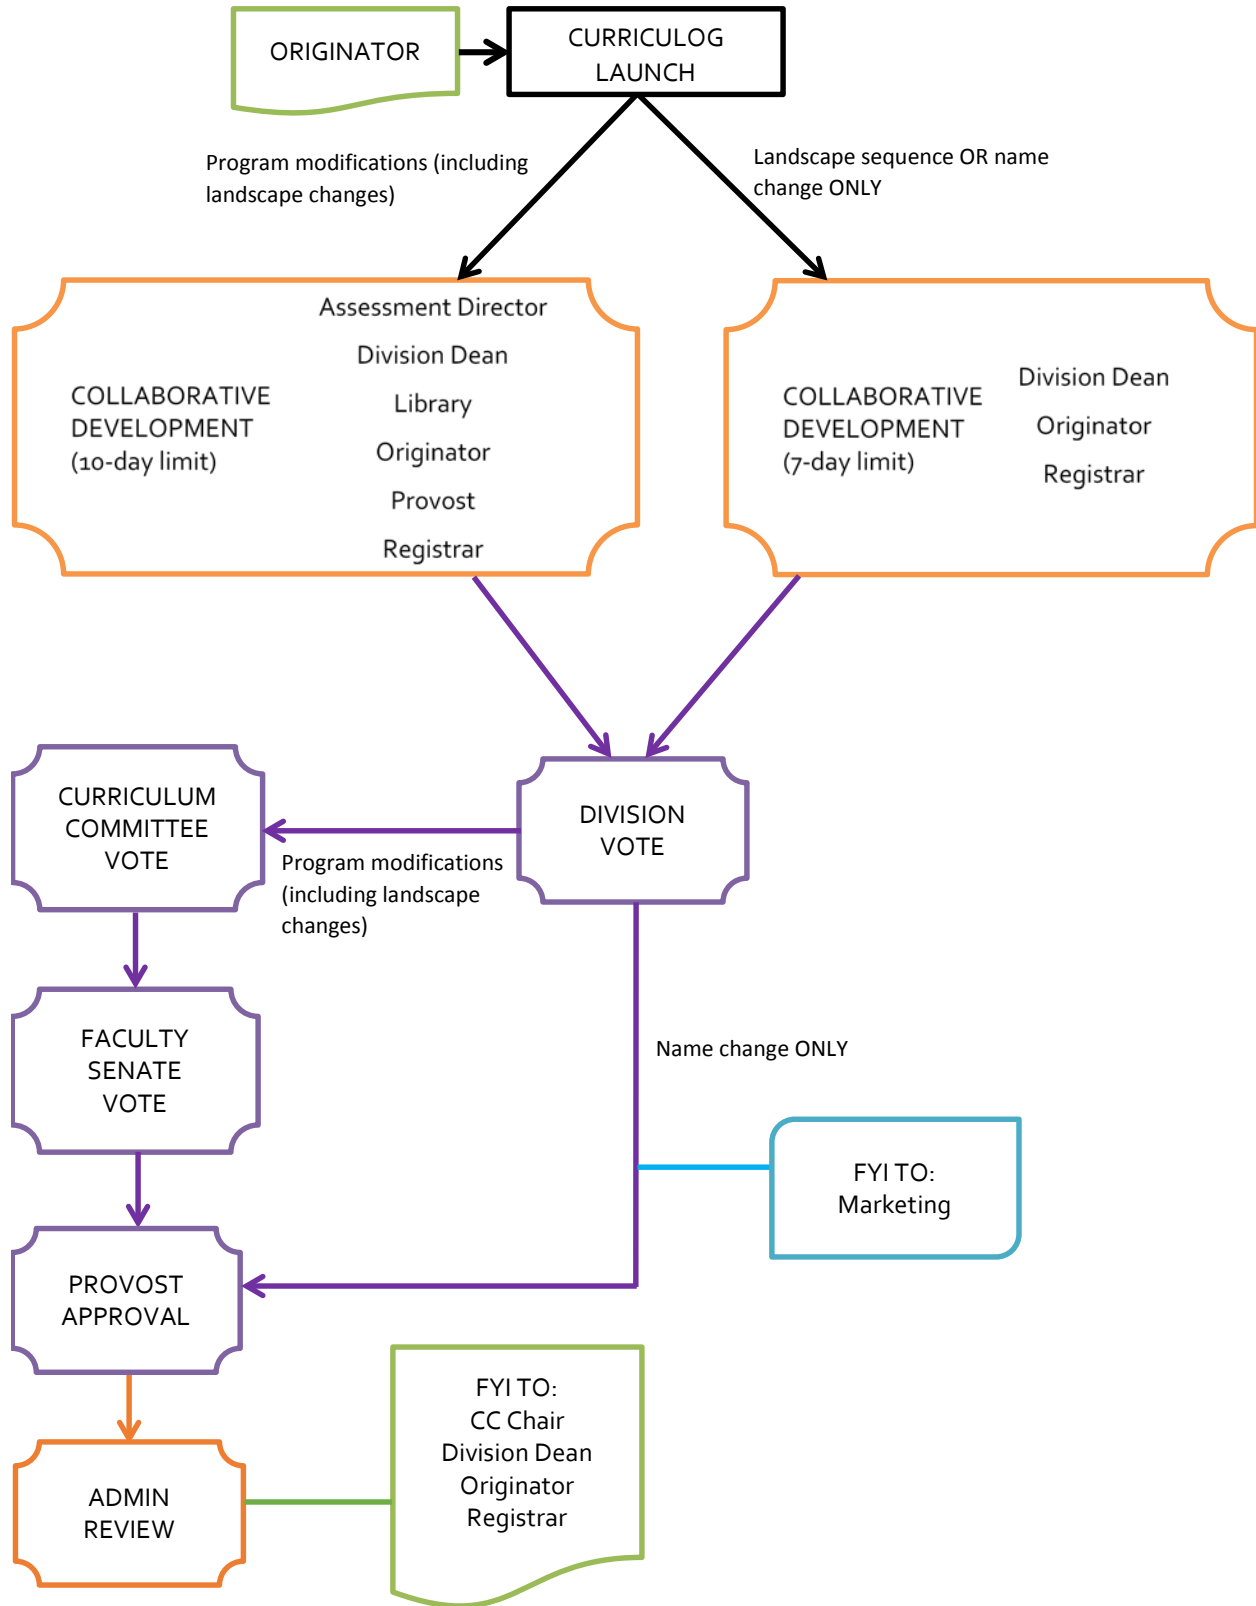 ORIGINATOR
CURRICULOG
LAUNCH
Program modifications (including
landscape changes)
Landscape sequence OR name
change ONLY
COLLABORATIVE
DEVELOPMENT
(10-day limit)
Assessment Director
Division Dean
Library
Originator
Provost
Registrar
COLLABORATIVE
DEVELOPMENT
(7-day limit)
Division Dean
Originator
Registrar
CURRICULUM
COMMITTEE
VOTE
Program modifications
(including landscape
changes)
DIVISION
VOTE
FACULTY
SENATE
VOTE
Name change ONLY
FYI TO:
Marketing
PROVOST
APPROVAL
ADMIN
REVIEW
FYI TO:
CC Chair
Division Dean
Originator
Registrar